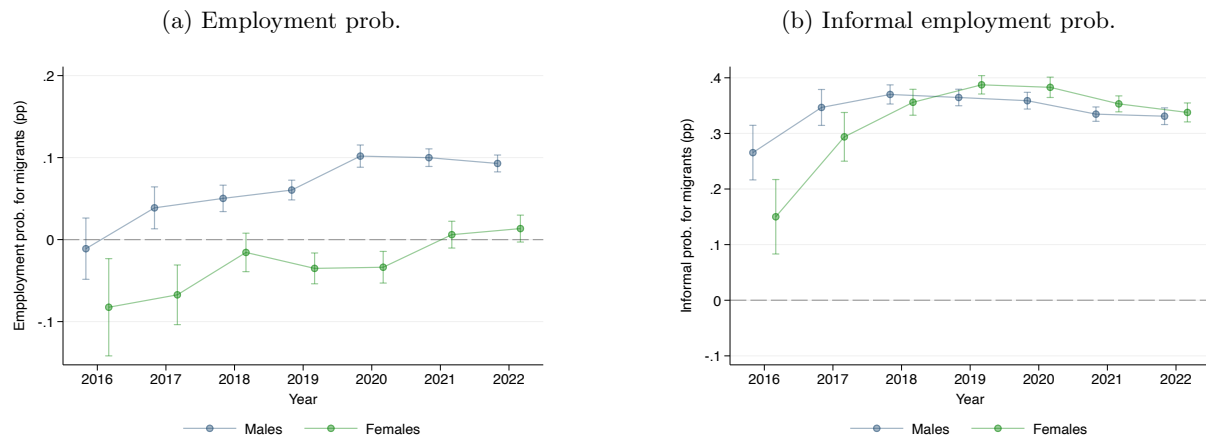 (a) Employment prob.
Empployment prob. for migrants (pp)
.2
.1
0
-.1
2016 2017 2018 2019 2020 2021 2022
Year
Males Females
(b) Informal employment prob.
Informal prob. for migrants (pp)
.4
.3
.2
.1
0
-.1
2016 2017 2018 2019 2020 2021 2022
Year
Males Females